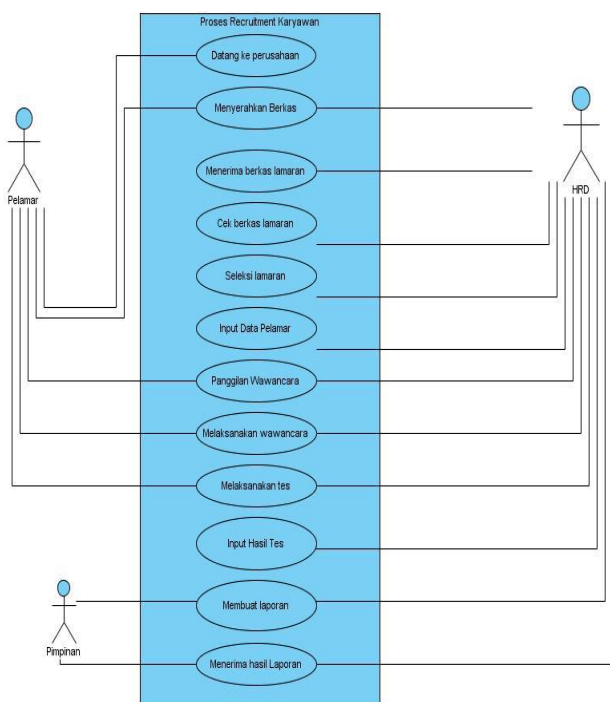 Proses Recruitment Karyawan
Datang ke perusahaan
Menyerahkan Berkas
Pelamar
HRD
Menerima berkas lamaran
Cek berkas lamaran
Seleksi lamaran
Input Data Pelamar
Panggilan Wawancara
Melaksanakan wawancara
Melaksanakan tes
Input Hasil Tes
Membuat laporan
Pimpinan
Menerima hasil Laporan